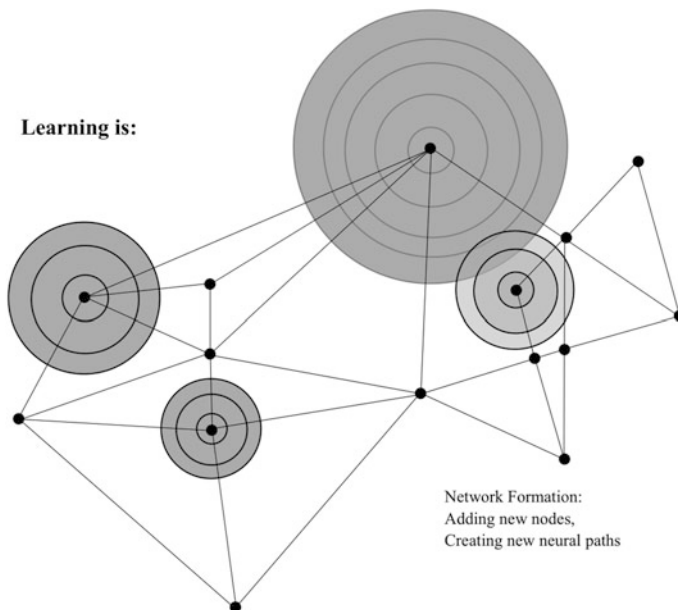 Learning is:
Network Formation:
Adding new nodes,
Creating new neural paths